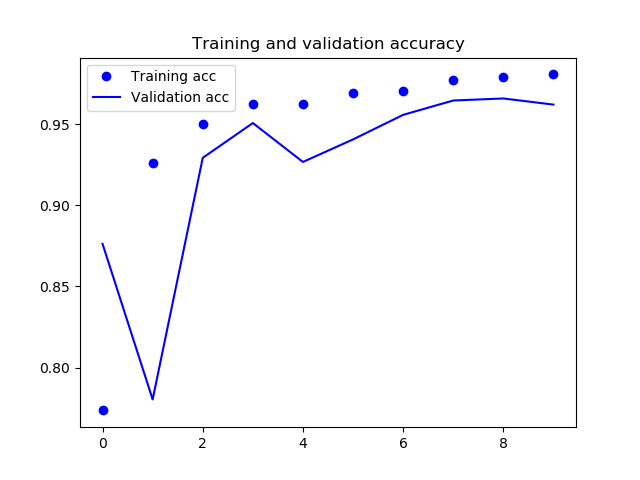 Training and validation accuracy
Training acc
Validation acc
0.95
0.90
0.85
0.80
0 2 4 6 8